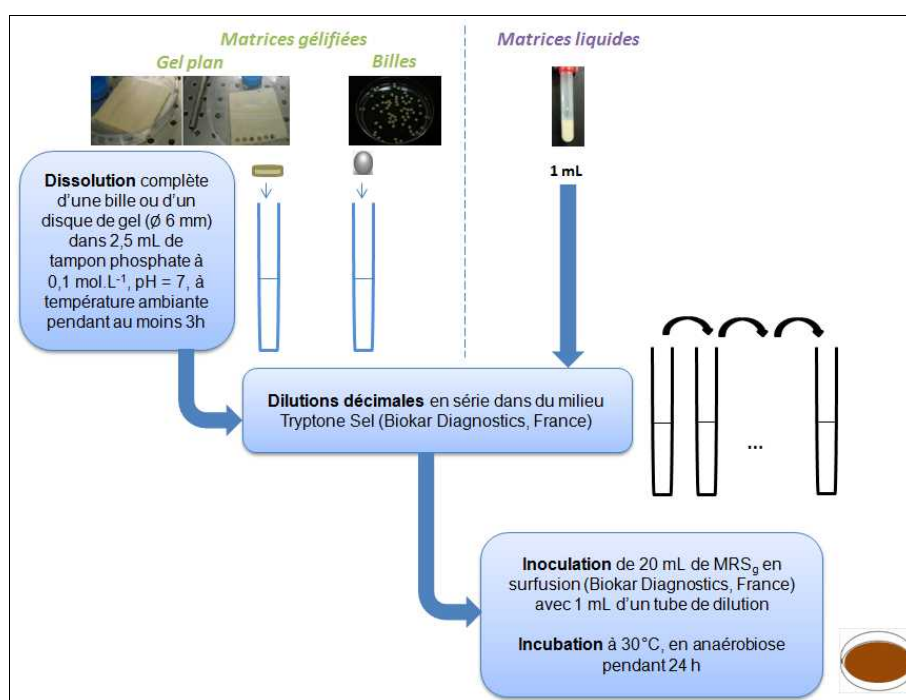 Matrices gélifiées
Gel plan
Billes
Matrices liquides
1 mL
Dissolution complète
d'une bille ou d'un
disque de gel (Ø 6 mm)
dans 2,5 mL de
tampon phosphate à
0,1 mol.L⁻¹, pH = 7, à
température ambiante
pendant au moins 3h
Dilutions décimales en série dans du milieu
Tryptone Sel (Biokar Diagnostics, France)
...
Inoculation de 20 mL de MRSg en
surfusion (Biokar Diagnostics, France)
avec 1 mL d'un tube de dilution
Incubation à 30°C, en anaérobiose
pendant 24 h